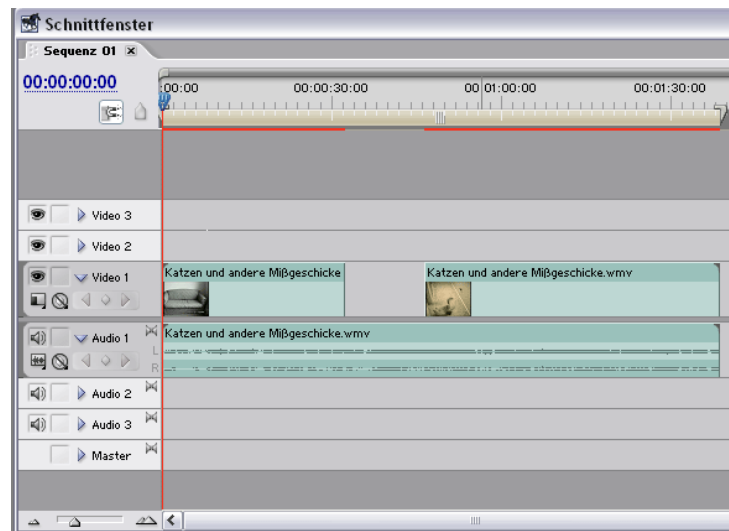 Schnittfenster
Sequenz 01
00:00:00:00
:00:00 00:00:30:00 00:01:00:00 00:01:30:00
Video 3
Video 2
Video 1
Katzen und andere Mißgeschicke
Katzen und andere Mißgeschicke.wmv
Audio 1
Katzen und andere Mißgeschicke.wmv
L
R
Audio 2
Audio 3
Master